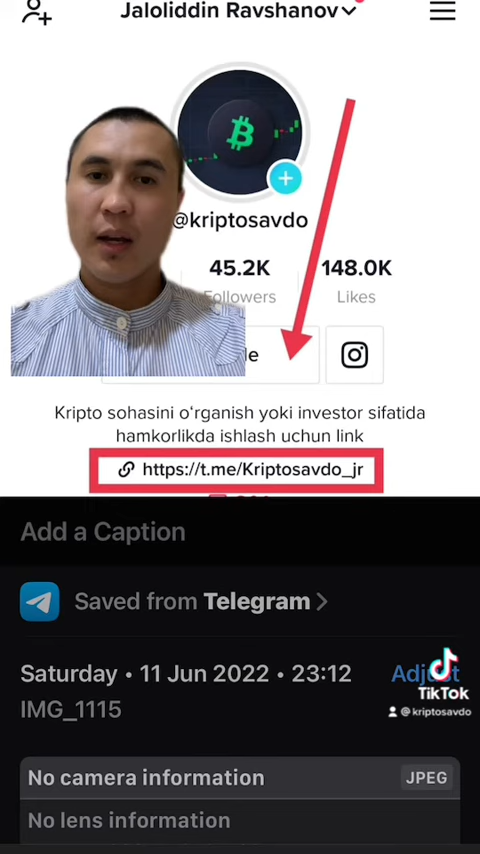 Jaloliddin Ravshanov
@kriptosavdo
45.2K
148.0K
Followers
Likes
Kripto sohasini o‘rganish yoki investor sifatida
hamkorlikda ishlash uchun link
https://t.me/Kriptosavdo_jr
Add a Caption
Saved from Telegram
Saturday • 11 Jun 2022 • 23:12
Adjust
IMG_1115
TikTok
@kriptosavdo
No camera information
JPEG
No lens information